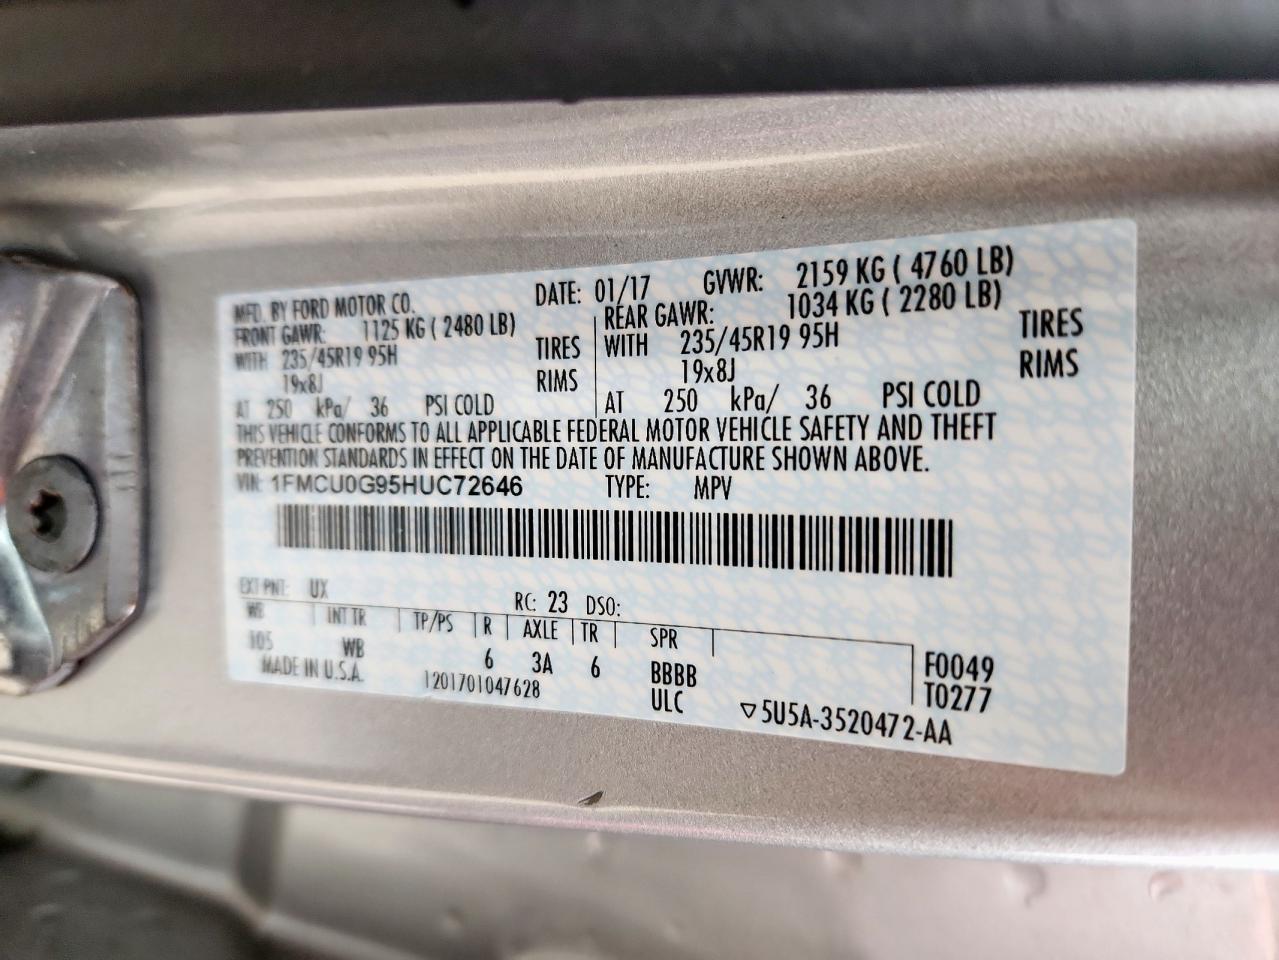 MFD. BY FORD MOTOR CO. DATE: 01/17 GVWR: 2159 KG ( 4760 LB)
FRONT GAWR: 1125 KG ( 2480 LB) REAR GAWR: 1034 KG ( 2280 LB)
WITH 235/45R19 95H TIRES WITH 235/45R19 95H TIRES
19x8J RIMS 19x8J RIMS
AT 250 kPa/ 36 PSI COLD AT 250 kPa/ 36 PSI COLD
THIS VEHICLE CONFORMS TO ALL APPLICABLE FEDERAL MOTOR VEHICLE SAFETY AND THEFT
PREVENTION STANDARDS IN EFFECT ON THE DATE OF MANUFACTURE SHOWN ABOVE.
VIN: 1FMCU0G95HUC72646 TYPE: MPV
EXT PNT: UX RC: 23 DSO:
WB INT TR TP/PS R AXLE TR SPR
105 WB 6 3A 6 BBBB F0049
MADE IN U.S.A. 1201701047628 ULC T0277
▽5U5A-3520472-AA